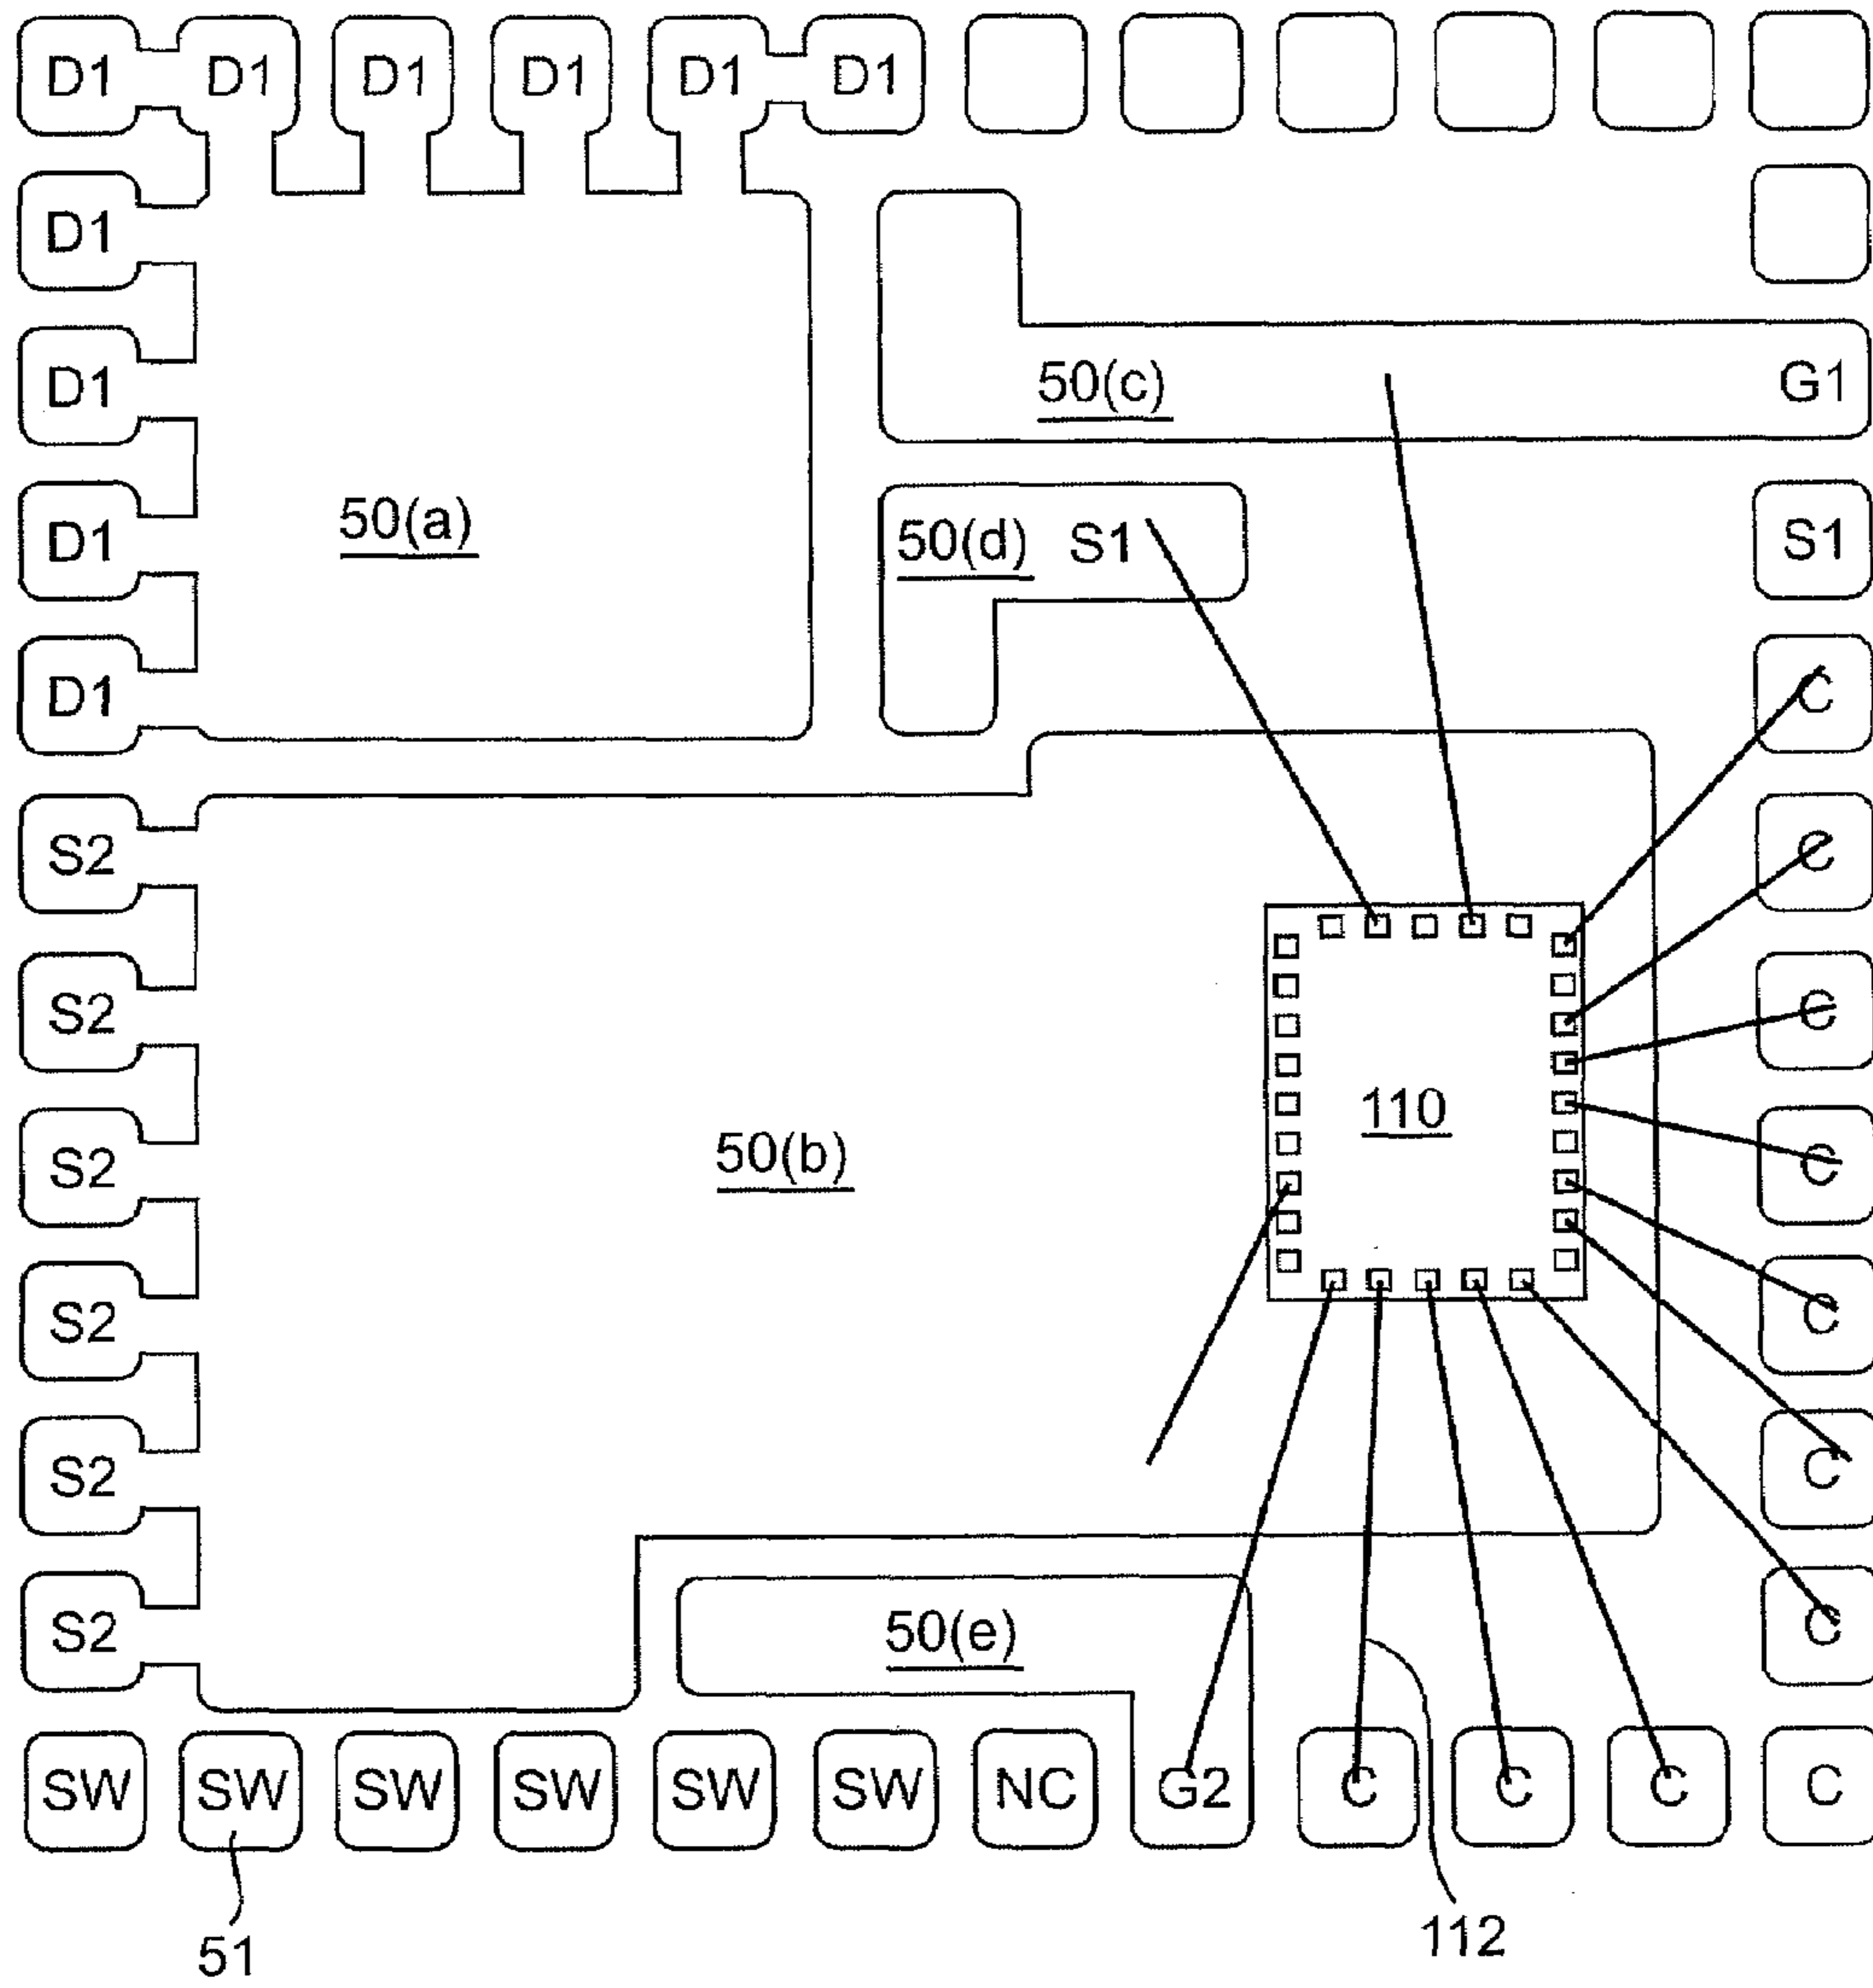 D1 D1 D1 D1 D1 D1
D1
D1 50(c) G1
D1 50(a) 50(d) S1 S1
D1 C
S2 C
S2 C
S2 50(b) 110 C
S2 C
S2 C
S2 50(e) C
SW SW SW SW SW SW NC G2 C C C C
51 112